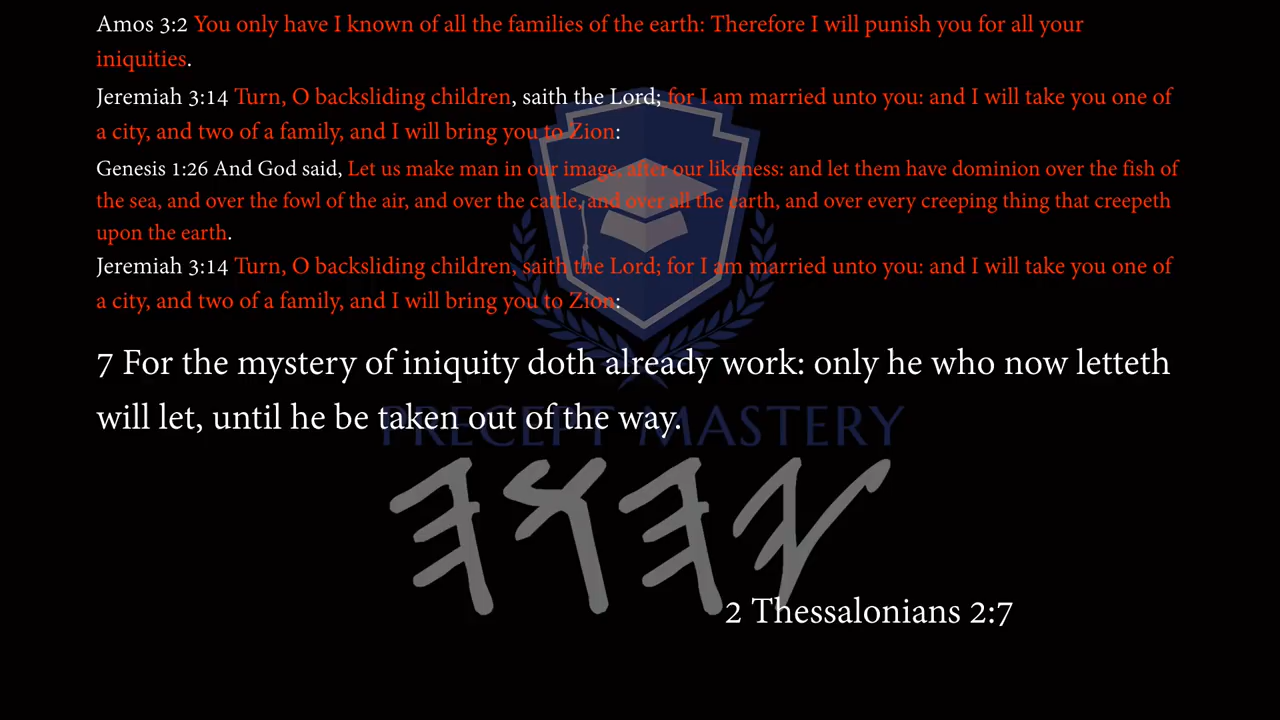 Amos 3:2 You only have I known of all the families of the earth: Therefore I will punish you for all your
iniquities.
Jeremiah 3:14 Turn, O backsliding children, saith the Lord; for I am married unto you: and I will take you one of
a city, and two of a family, and I will bring you to Zion:
Genesis 1:26 And God said, Let us make man in our image, after our likeness: and let them have dominion over the fish of
the sea, and over the fowl of the air, and over the cattle, and over all the earth, and over every creeping thing that creepeth
upon the earth.
Jeremiah 3:14 Turn, O backsliding children, saith the Lord; for I am married unto you: and I will take you one of
a city, and two of a family, and I will bring you to Zion:
7 For the mystery of iniquity doth already work: only he who now letteth
will let, until he be taken out of the way.
PRECEPT MASTERY
𐤉𐤄𐤅𐤄
2 Thessalonians 2:7